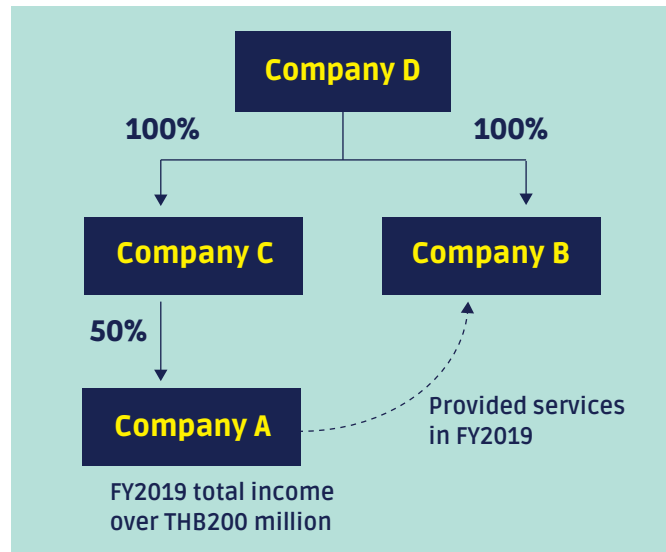 Company D
100%
100%
Company C
Company B
50%
Company A
Provided services
in FY2019
FY2019 total income
over THB200 million